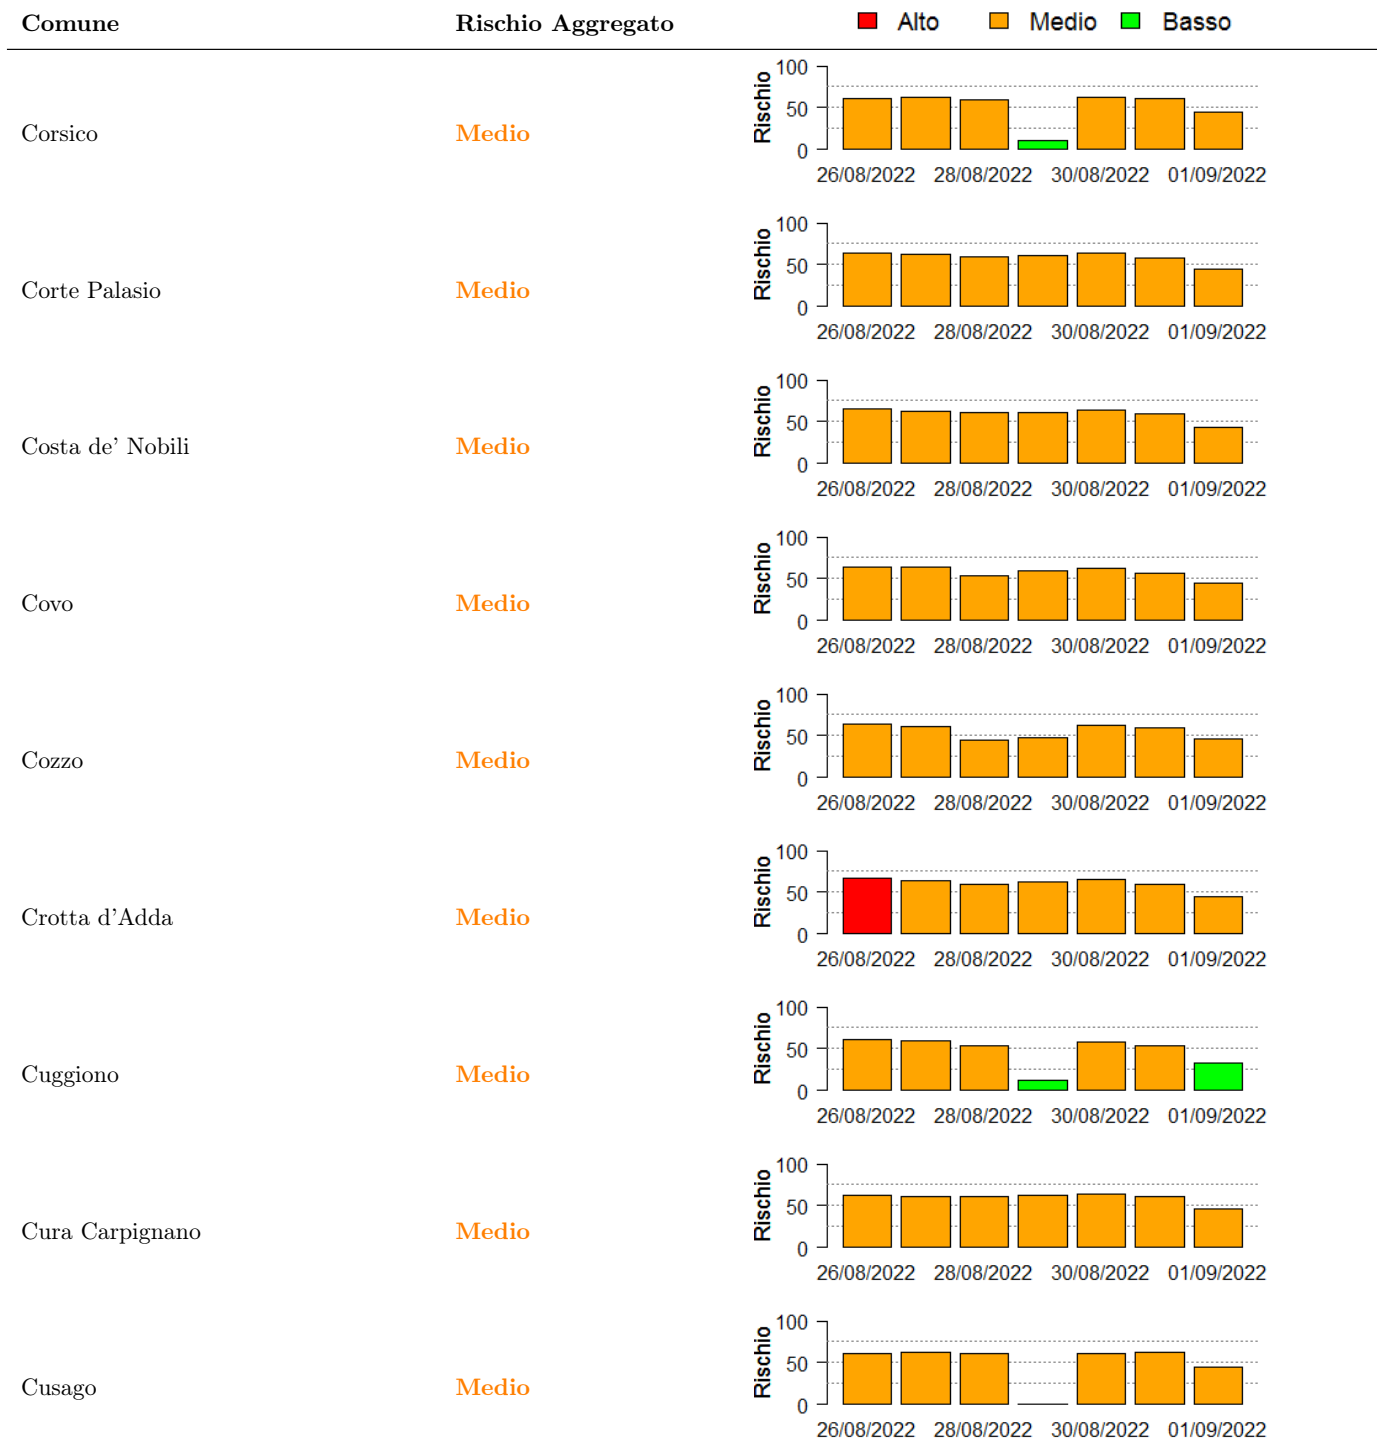 Comune Rischio Aggregato Alto Medio Basso
100
50
0
Rischio
Corsico Medio
26/08/2022 28/08/2022 30/08/2022 01/09/2022
100
50
0
Rischio
Corte Palasio Medio
26/08/2022 28/08/2022 30/08/2022 01/09/2022
100
50
0
Rischio
Costa de' Nobili Medio
26/08/2022 28/08/2022 30/08/2022 01/09/2022
100
50
0
Rischio
Covo Medio
26/08/2022 28/08/2022 30/08/2022 01/09/2022
100
50
0
Rischio
Cozzo Medio
26/08/2022 28/08/2022 30/08/2022 01/09/2022
100
50
0
Rischio
Crotta d'Adda Medio
26/08/2022 28/08/2022 30/08/2022 01/09/2022
100
50
0
Rischio
Cuggiono Medio
26/08/2022 28/08/2022 30/08/2022 01/09/2022
100
50
0
Rischio
Cura Carpignano Medio
26/08/2022 28/08/2022 30/08/2022 01/09/2022
100
50
0
Rischio
Cusago Medio
26/08/2022 28/08/2022 30/08/2022 01/09/2022